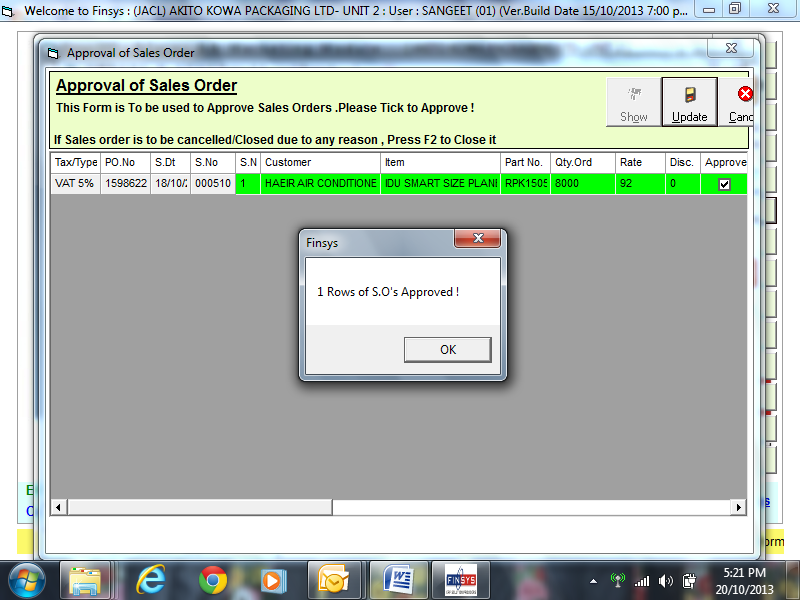 Welcome to Finsys : (JACL) AKITO KOWA PACKAGING LTD- UNIT 2 : User : SANGEET (01) (Ver.Build Date 15/10/2013 7:00 p...
Approval of Sales Order
Approval of Sales Order
This Form is To be used to Approve Sales Orders .Please Tick to Approve !
If Sales order is to be cancelled/Closed due to any reason , Press F2 to Close it
Show Update Canc
Tax/Type PO.No S.Dt S.No S.N Customer Item Part No. Qty.Ord Rate Disc. Approve
VAT 5% 1598622 18/10/2 000510 1 HAEIR AIR CONDITIONE IDU SMART SIZE PLANI RPK1505 8000 92 0
Finsys
1 Rows of S.O's Approved !
OK
FINSYS
5:21 PM
20/10/2013